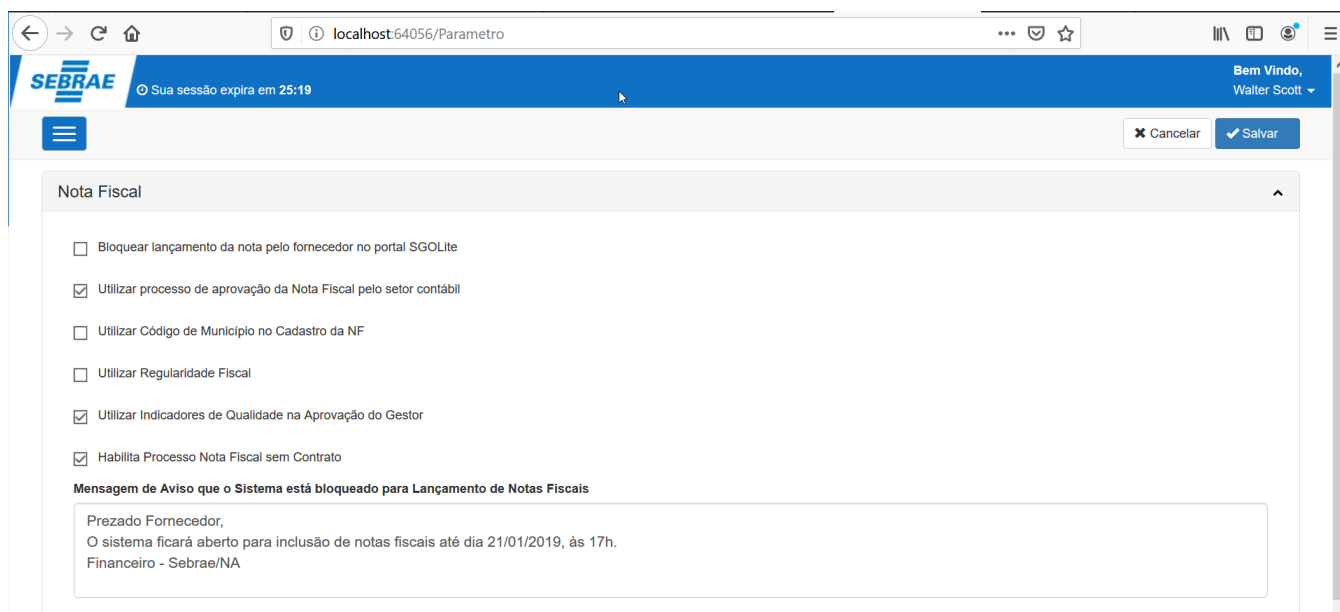 localhost:64056/Parametro
SEBRAE
Sua sessão expira em 25:19
Bem Vindo,
Walter Scott
Cancelar
Salvar
Nota Fiscal
Bloquear lançamento da nota pelo fornecedor no portal SGOLite
Utilizar processo de aprovação da Nota Fiscal pelo setor contábil
Utilizar Código de Município no Cadastro da NF
Utilizar Regularidade Fiscal
Utilizar Indicadores de Qualidade na Aprovação do Gestor
Habilita Processo Nota Fiscal sem Contrato
Mensagem de Aviso que o Sistema está bloqueado para Lançamento de Notas Fiscais
Prezado Fornecedor,
O sistema ficará aberto para inclusão de notas fiscais até dia 21/01/2019, às 17h.
Financeiro - Sebrae/NA